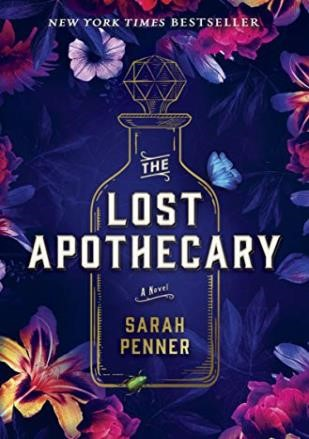 NEW YORK TIMES BESTSELLER
THE
LOST
APOTHECARY
A Novel
SARAH
PENNER